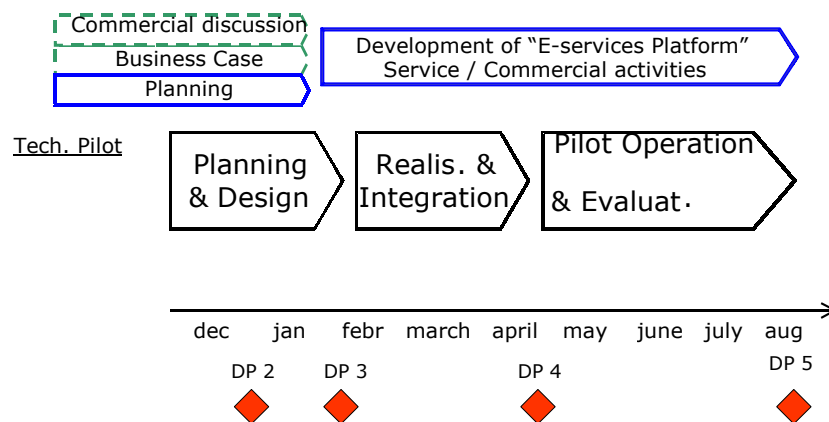 Commercial discussion
Business Case
Planning
Development of “E-services Platform”
Service / Commercial activities
Tech. Pilot
Planning
& Design
Realis. &
Integration
Pilot Operation
& Evaluat.
dec jan febr march april may june july aug
DP 2 DP 3 DP 4 DP 5